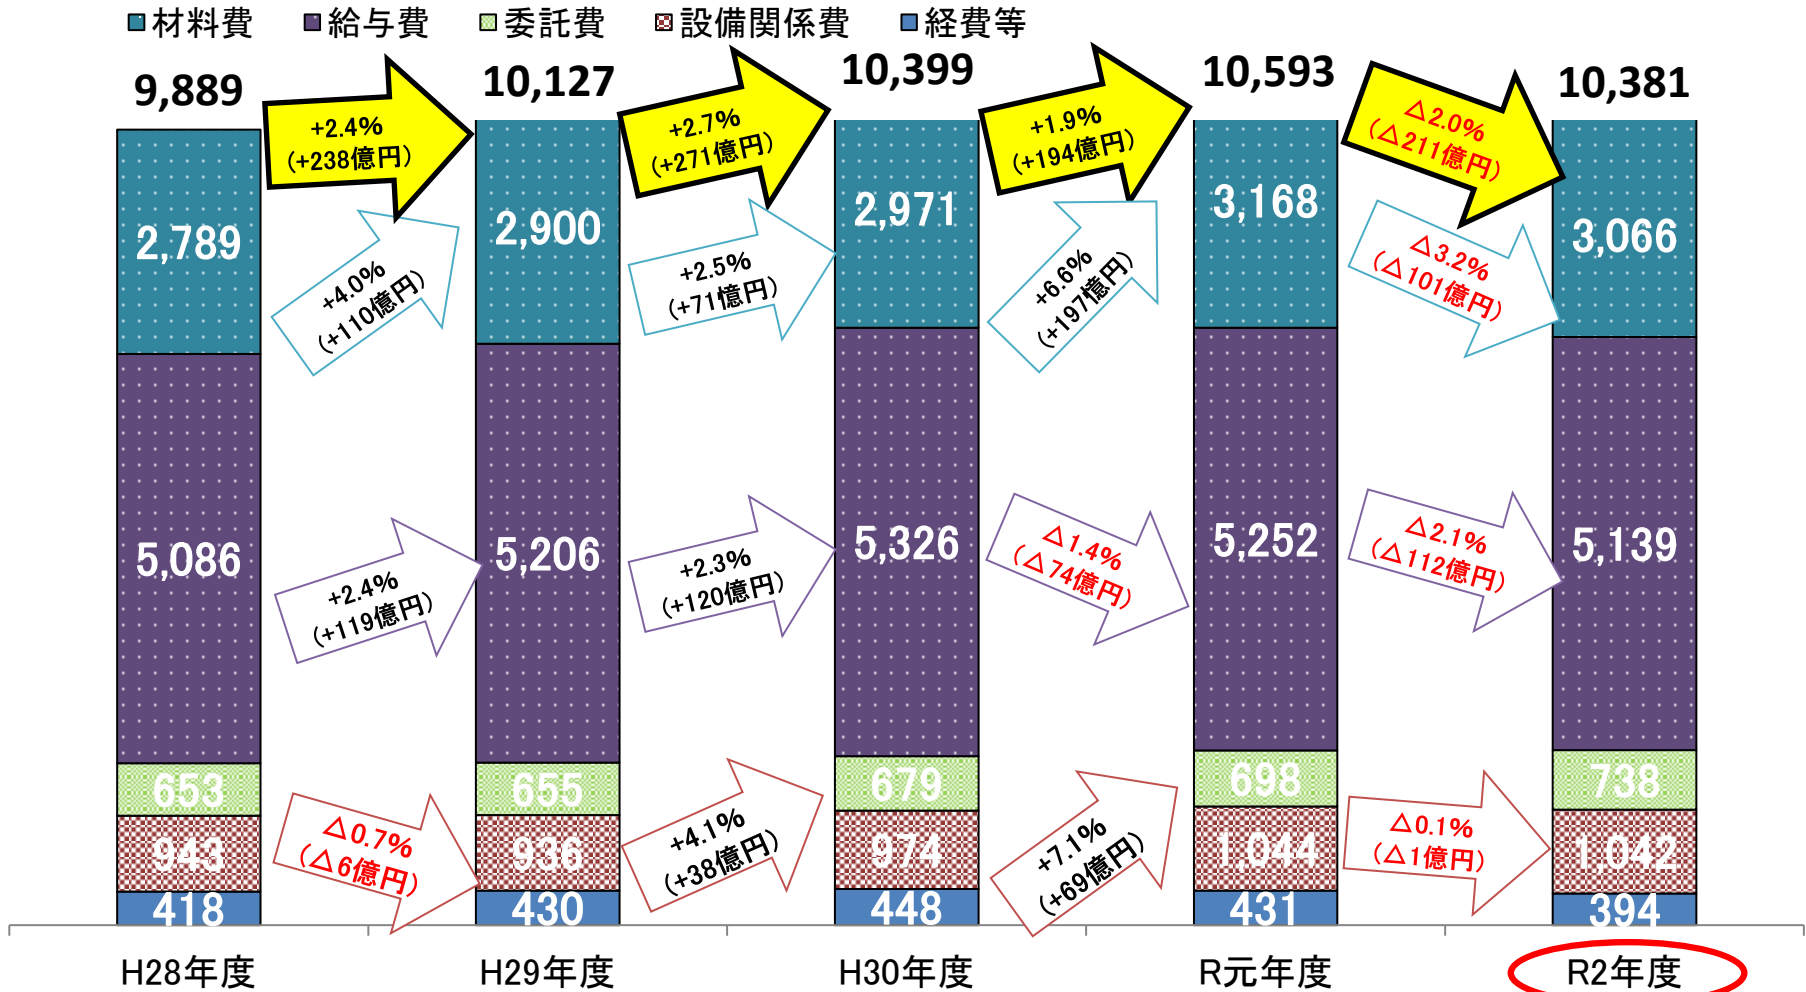 材料費 給与費 委託費 設備関係費 経費等
9,889 10,127 10,399 10,593 10,381
+2.4%
(+238億円)
+2.7%
(+271億円)
+1.9%
(+194億円)
△2.0%
(△211億円)
2,789 2,900 2,971 3,168 3,066
+4.0%
(+110億円)
+2.5%
(+71億円)
+6.6%
(+197億円)
△3.2%
(△101億円)
5,086 5,206 5,326 5,252 5,139
+2.4%
(+119億円)
+2.3%
(+120億円)
△1.4%
(△74億円)
△2.1%
(△112億円)
653 655 679 698 738
△0.7%
(△6億円)
+4.1%
(+38億円)
+7.1%
(+69億円)
△0.1%
(△1億円)
943 936 974 1,044 1,042
418 430 448 431 394
H28年度 H29年度 H30年度 R元年度 R2年度